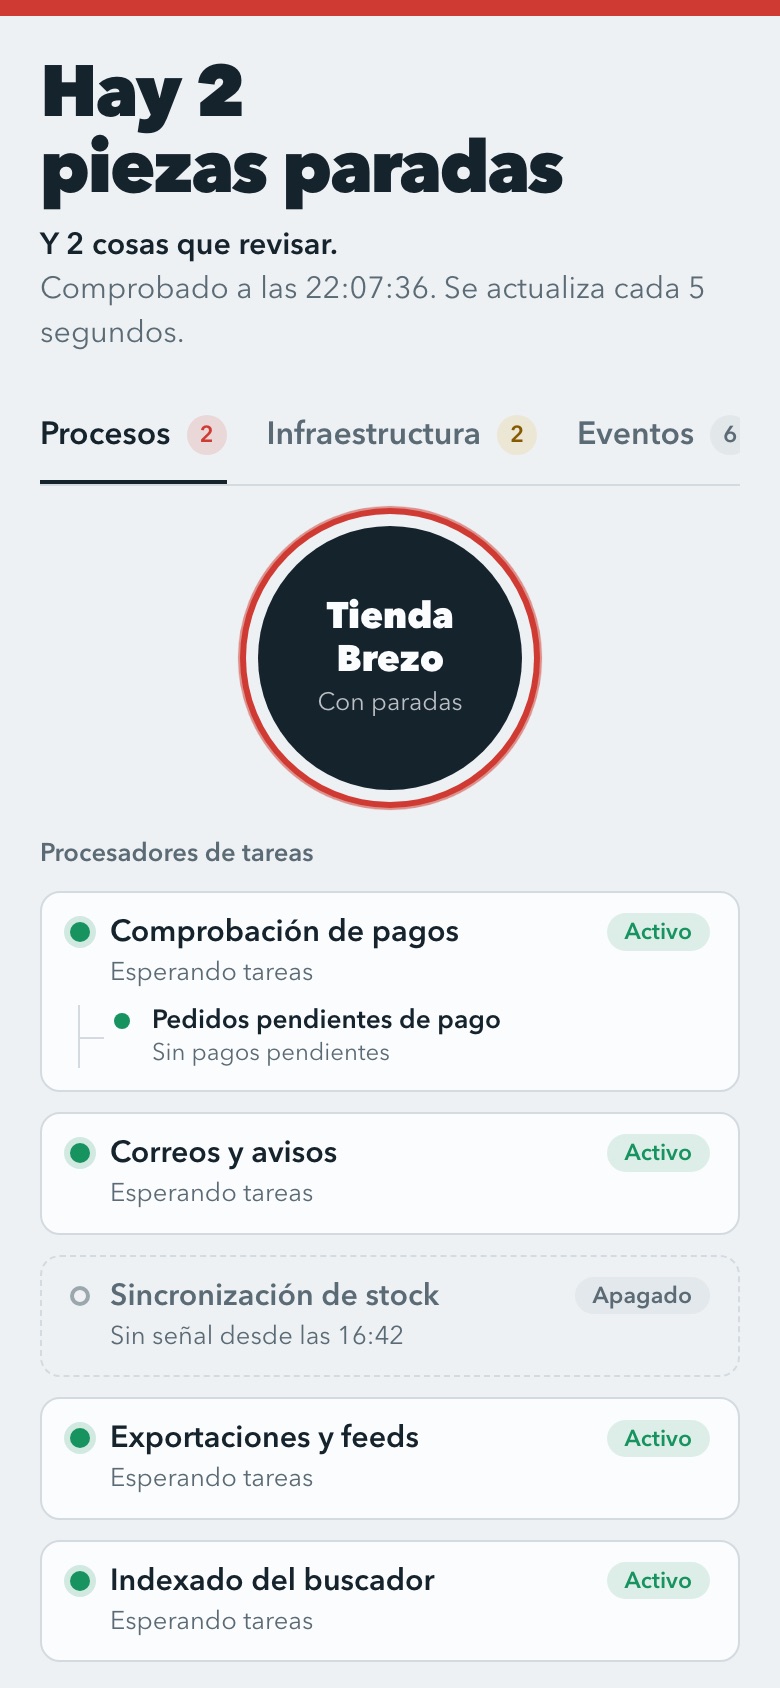 Hay 2
piezas paradas
Y 2 cosas que revisar.
Comprobado a las 22:07:36. Se actualiza cada 5
segundos.
Procesos 2 Infraestructura 2 Eventos 6
Tienda
Brezo
Con paradas
Procesadores de tareas
Comprobación de pagos Activo
Esperando tareas
Pedidos pendientes de pago
Sin pagos pendientes
Correos y avisos Activo
Esperando tareas
Sincronización de stock Apagado
Sin señal desde las 16:42
Exportaciones y feeds Activo
Esperando tareas
Indexado del buscador Activo
Esperando tareas